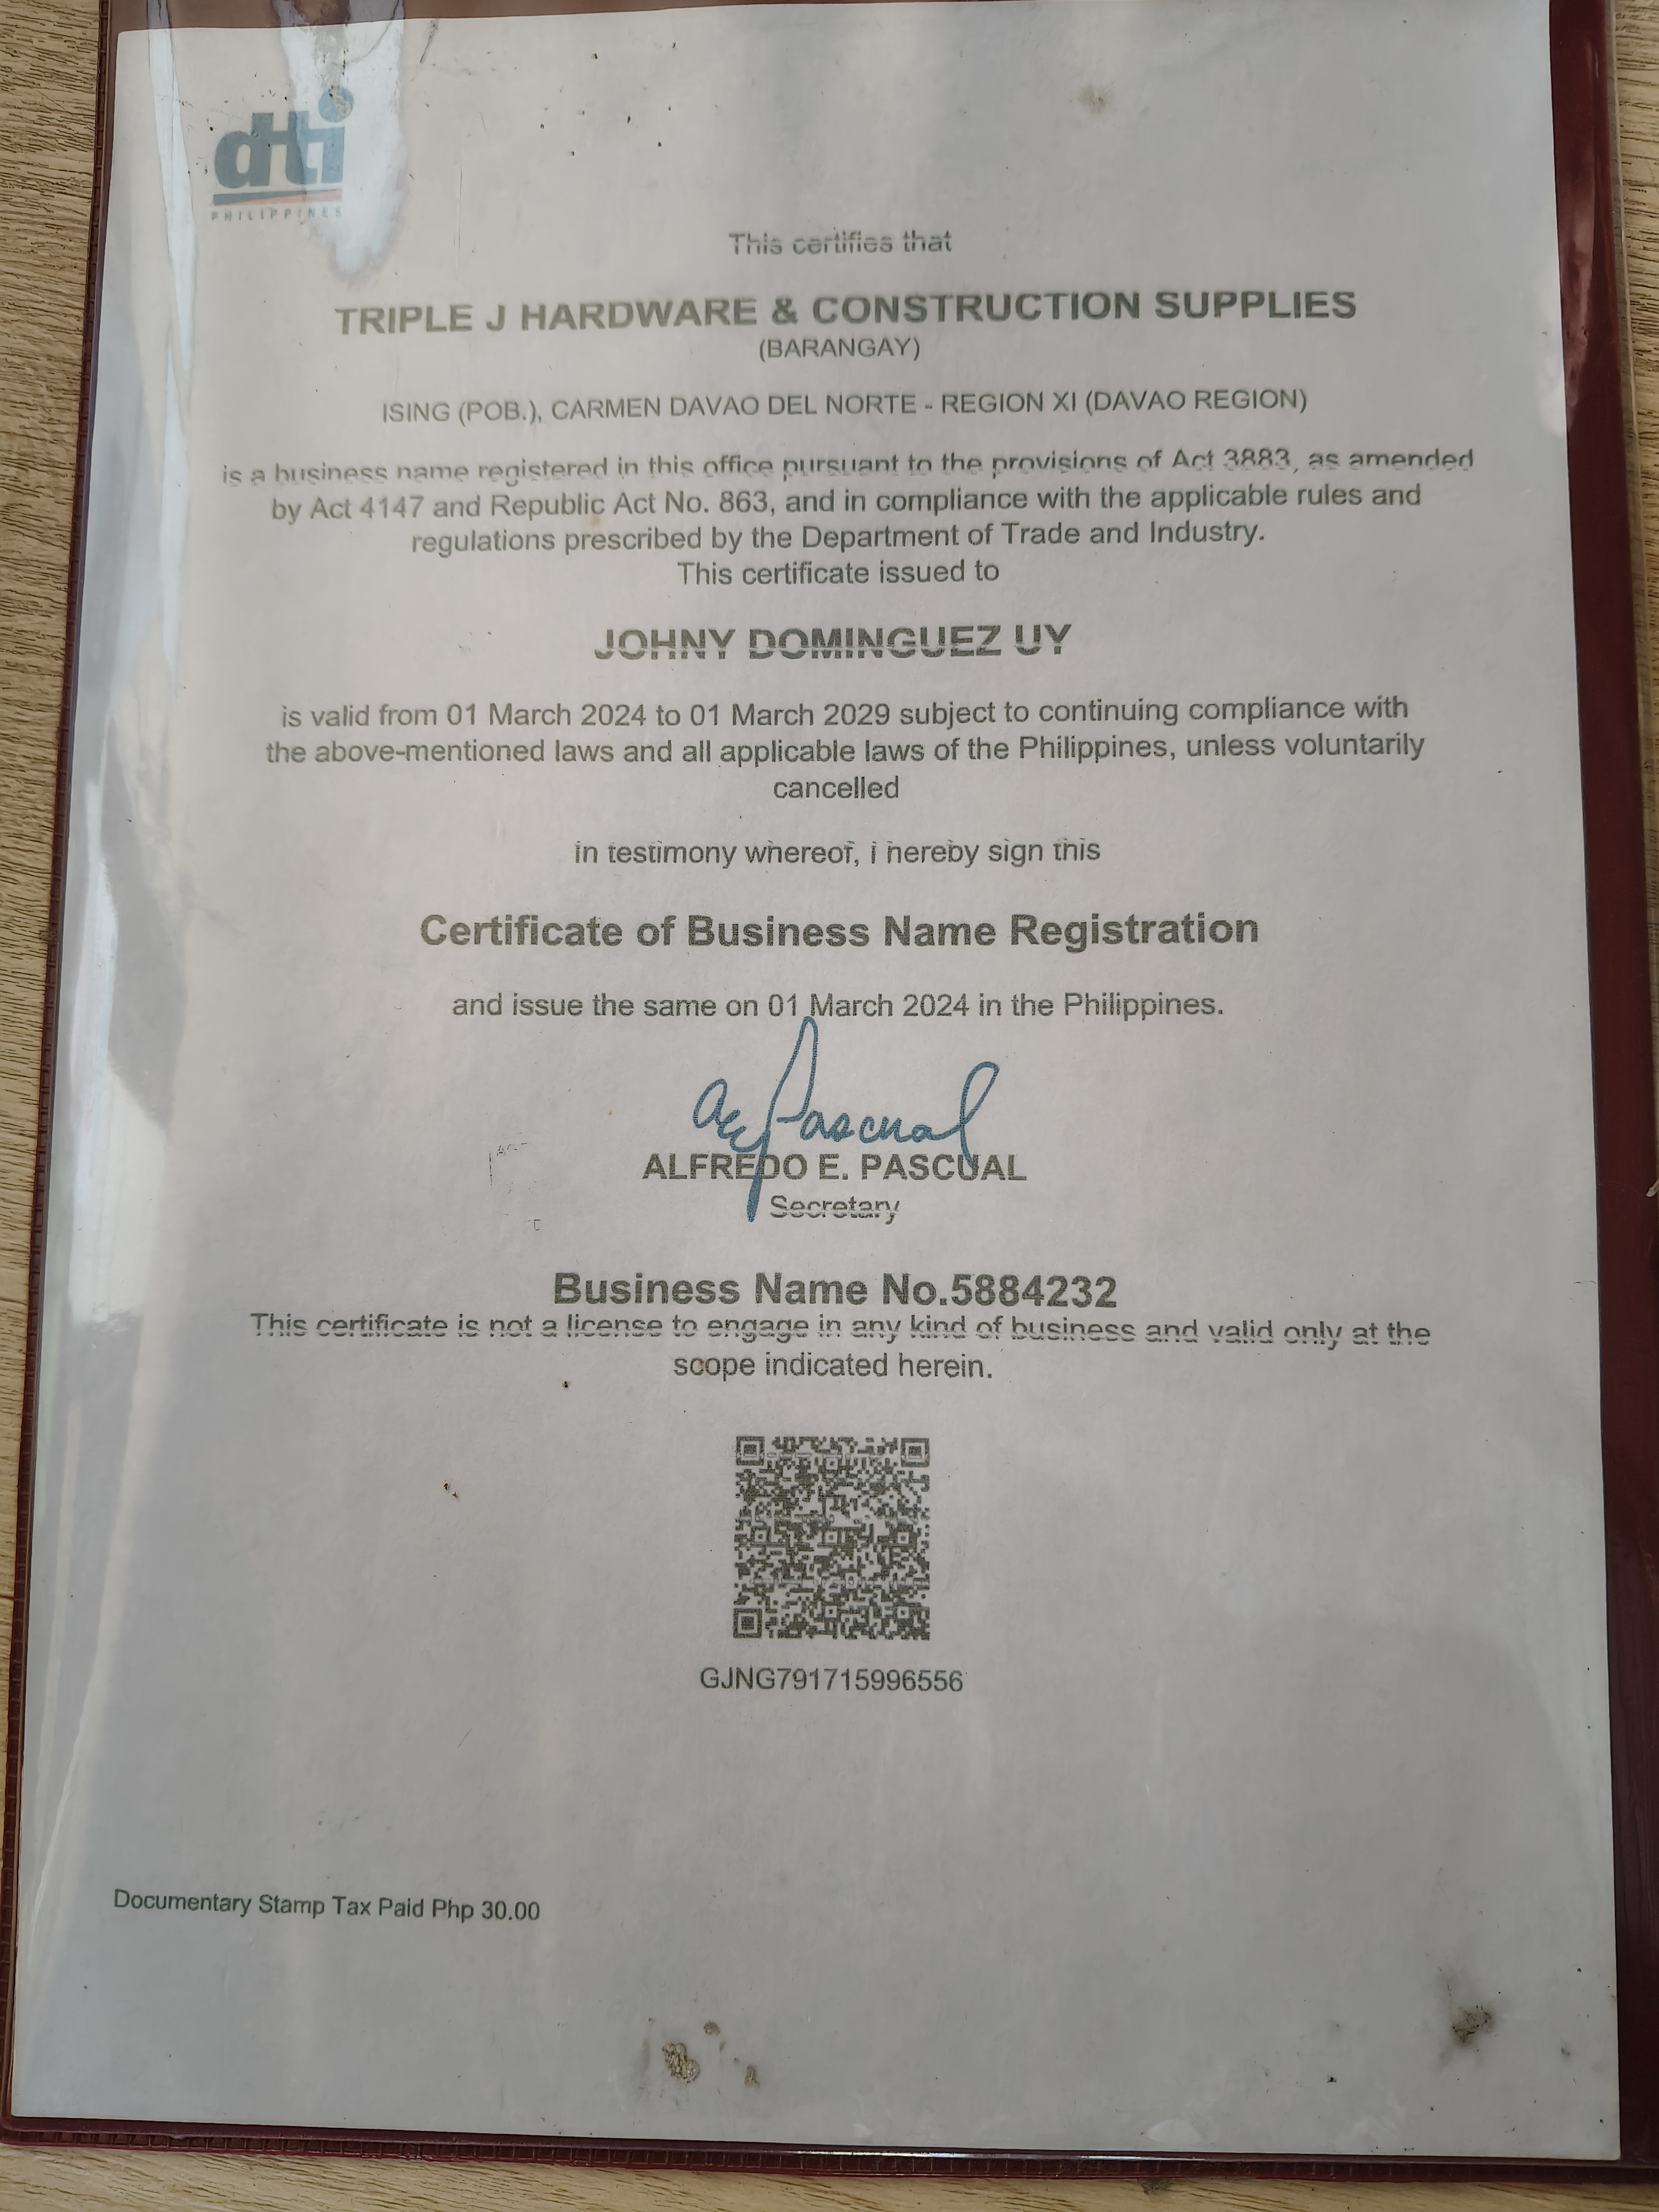 dti
PHILIPPINES
This certifies that
TRIPLE J HARDWARE & CONSTRUCTION SUPPLIES
(BARANGAY)
ISING (POB.), CARMEN DAVAO DEL NORTE - REGION XI (DAVAO REGION)
is a business name registered in this office pursuant to the provisions of Act 3883, as amended
by Act 4147 and Republic Act No. 863, and in compliance with the applicable rules and
regulations prescribed by the Department of Trade and Industry.
This certificate issued to
JOHNY DOMINGUEZ UY
is valid from 01 March 2024 to 01 March 2029 subject to continuing compliance with
the above-mentioned laws and all applicable laws of the Philippines, unless voluntarily
cancelled
In testimony whereof, I hereby sign this
Certificate of Business Name Registration
and issue the same on 01 March 2024 in the Philippines.
ae Pascual
ALFREDO E. PASCUAL
Secretary
Business Name No.5884232
This certificate is not a license to engage in any kind of business and valid only at the
scope indicated herein.
GJNG791715996556
Documentary Stamp Tax Paid Php 30.00